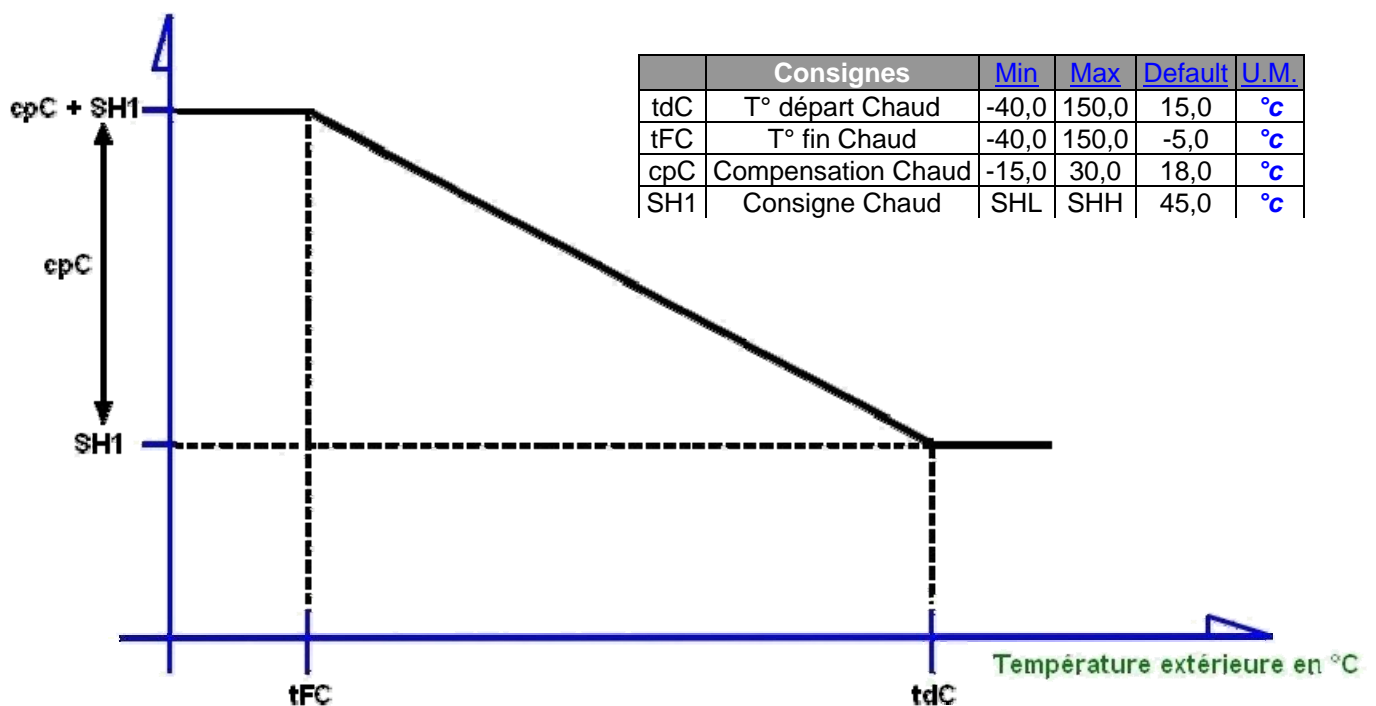 Consignes Min Max Default U.M.
tdC T° départ Chaud -40,0 150,0 15,0 °c
tFC T° fin Chaud -40,0 150,0 -5,0 °c
cpC Compensation Chaud -15,0 30,0 18,0 °c
SH1 Consigne Chaud SHL SHH 45,0 °c
cpC + SH1
cpC
SH1
Température extérieure en °C
tFC tdC